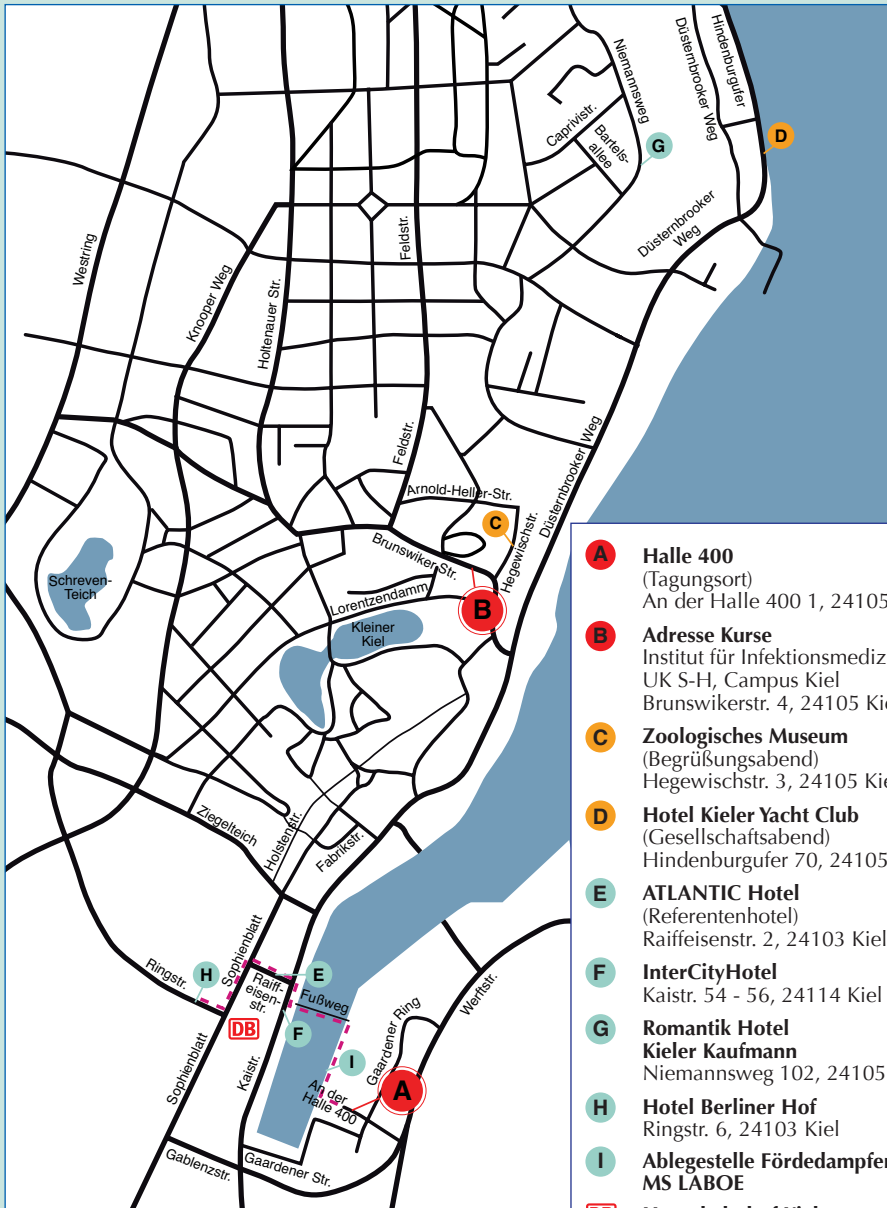 Niemannsweg
Düsternbrooker Weg
Hindenburgufer
Caprivistr.
Bartels-
allee
G
D
Düsternbrooker
Weg
Westring
Knooper Weg
Holtenauer Str.
Feldstr.
Feldstr.
Düsternbrooker Weg
Arnold-Heller-Str.
C
Hegewischstr.
Brunswiker Str.
B
Lorentzendamm
Kleiner
Kiel
Schreven-
Teich
Ziegelteich
Holstenstr.
Fabrikstr.
Sophienblatt
Ringstr.
H
E
Raiff-
eisen-
str.
Fußweg
F
DB
I
Gaardener Ring
Werftstr.
Kaistr.
Sophienblatt
A
An der
Halle 400
Gablenzstr.
Gaardener Str.
A Halle 400
(Tagungsort)
An der Halle 400 1, 24105
B Adresse Kurse
Institut für Infektionsmediz
UK S-H, Campus Kiel
Brunswikerstr. 4, 24105 Kie
C Zoologisches Museum
(Begrüßungsabend)
Hegewischstr. 3, 24105 Kie
D Hotel Kieler Yacht Club
(Gesellschaftsabend)
Hindenburgufer 70, 24105
E ATLANTIC Hotel
(Referentenhotel)
Raiffeisenstr. 2, 24103 Kiel
F InterCityHotel
Kaistr. 54 - 56, 24114 Kiel
G Romantik Hotel
Kieler Kaufmann
Niemannsweg 102, 24105
H Hotel Berliner Hof
Ringstr. 6, 24103 Kiel
I Ablegestelle Fördedampfer
MS LABOE